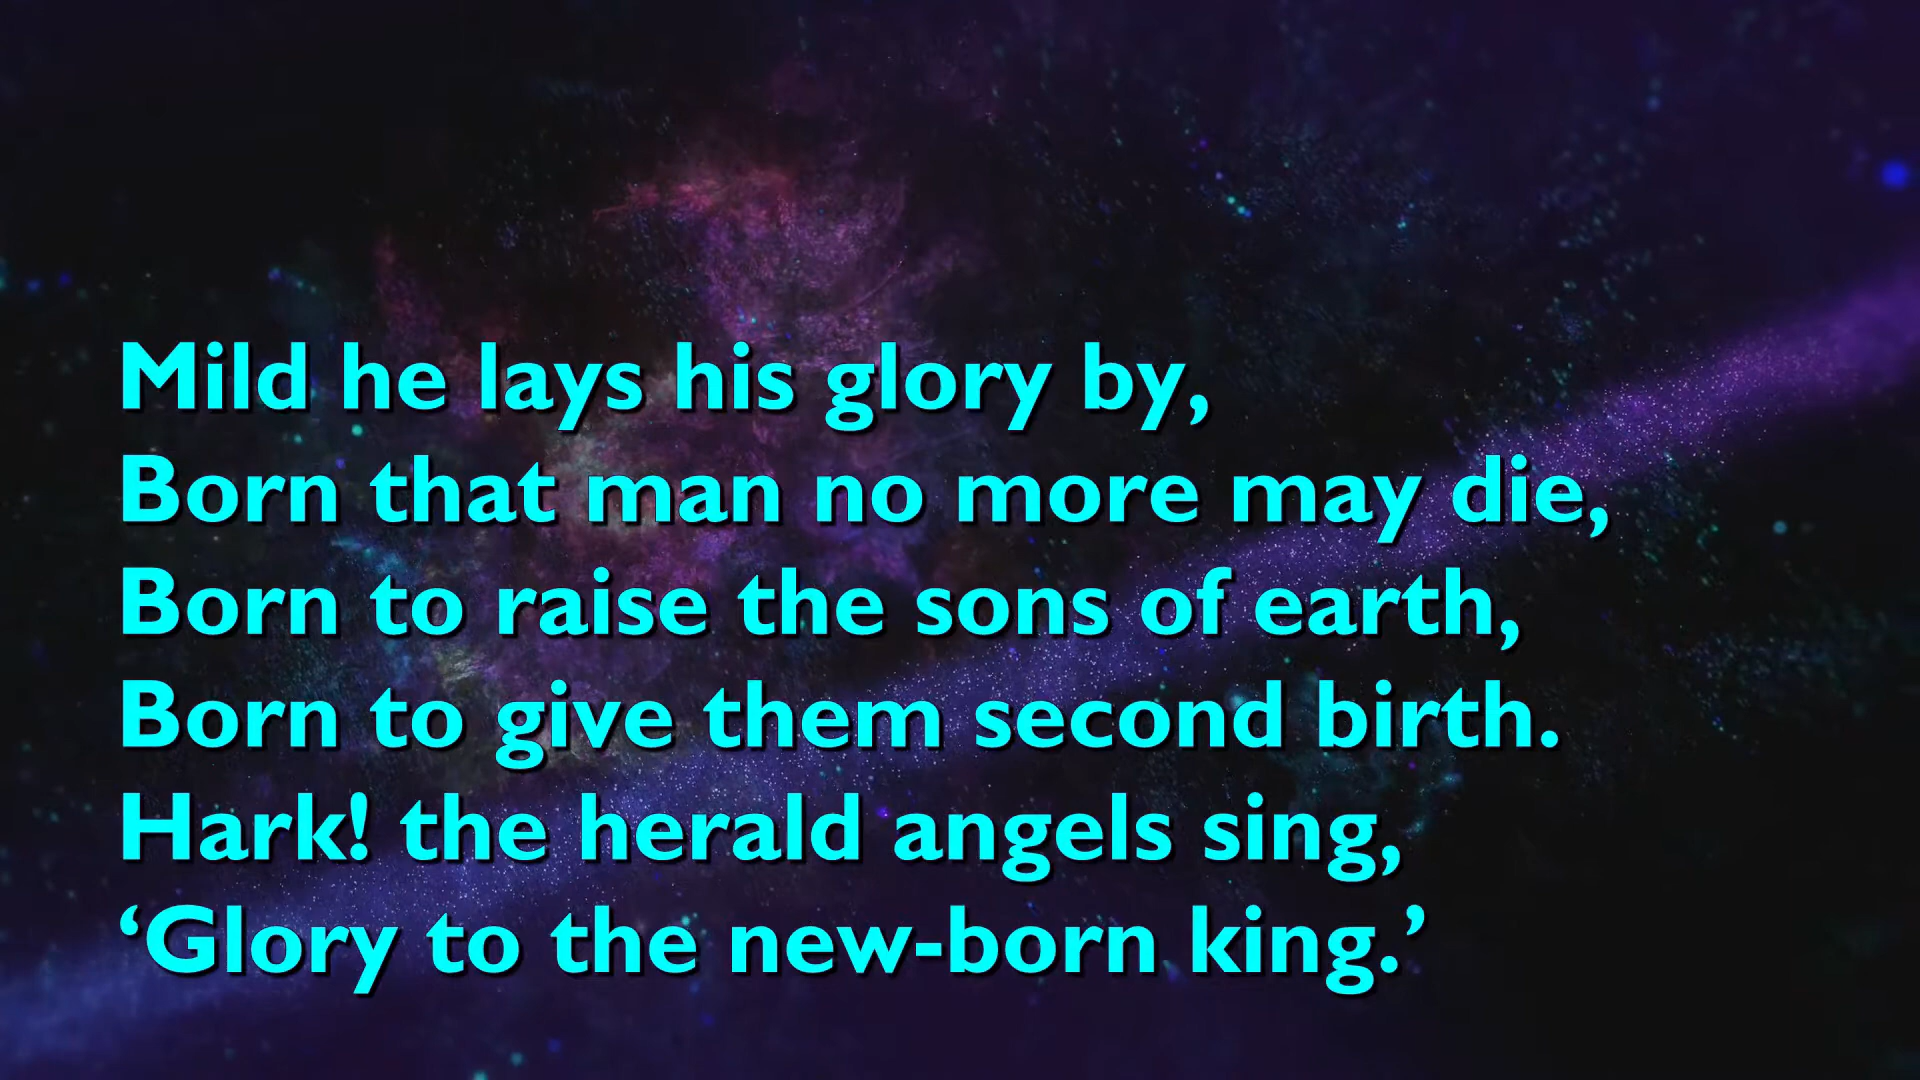 Mild he lays his glory by,
Born that man no more may die,
Born to raise the sons of earth,
Born to give them second birth.
Hark! the herald angels sing,
‘Glory to the new-born king.’